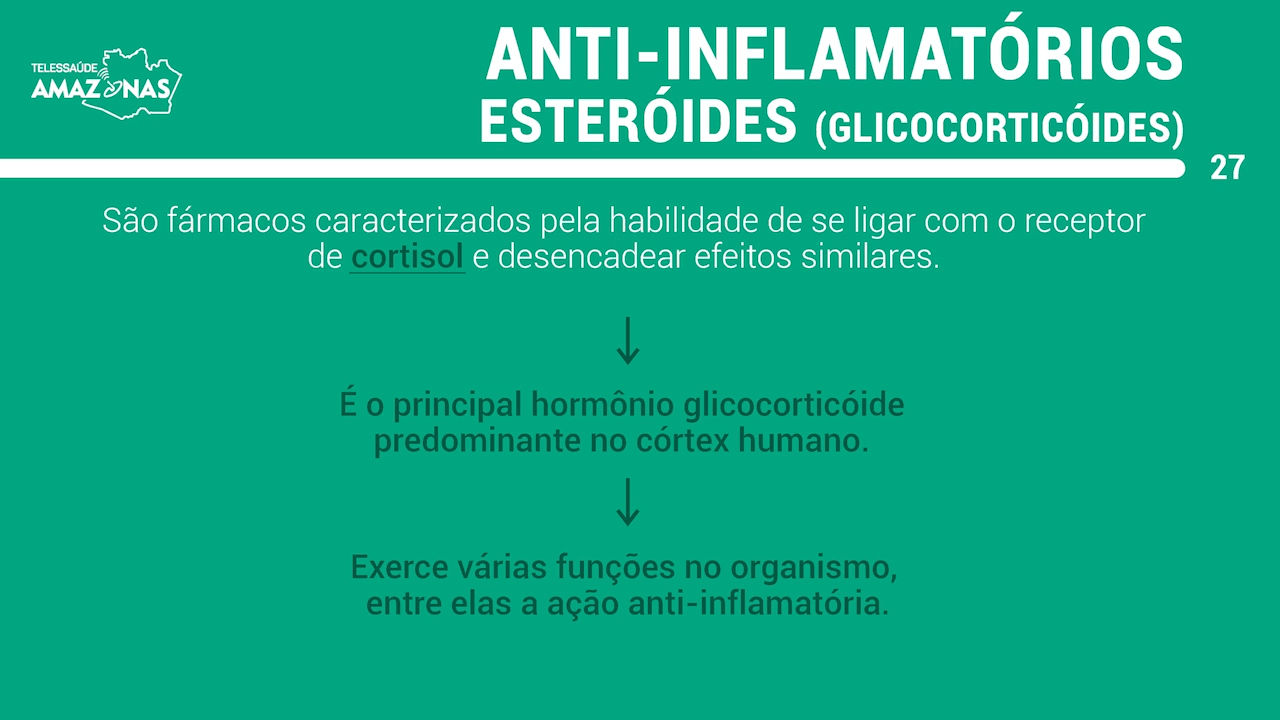 TELESSAÚDE
AMAZONAS
ANTI-INFLAMATÓRIOS
ESTERÓIDES (GLICOCORTICÓIDES)
27
São fármacos caracterizados pela habilidade de se ligar com o receptor
de cortisol e desencadear efeitos similares.
É o principal hormônio glicocorticóide
predominante no córtex humano.
Exerce várias funções no organismo,
entre elas a ação anti-inflamatória.